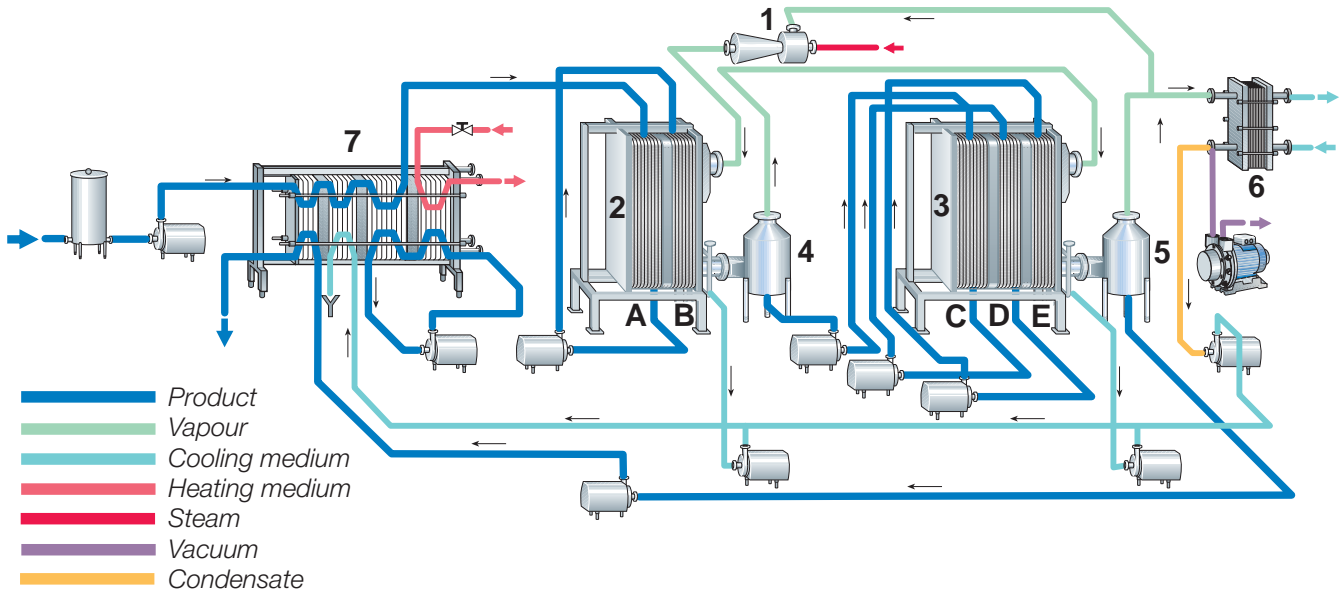 1
7
2
3
6
4
5
A
B
C
D
E
Product
Vapour
Cooling medium
Heating medium
Steam
Vacuum
Condensate